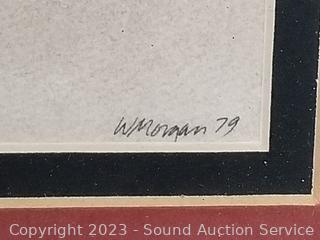 WMorgan 79
Copyright 2023 - Sound Auction Service